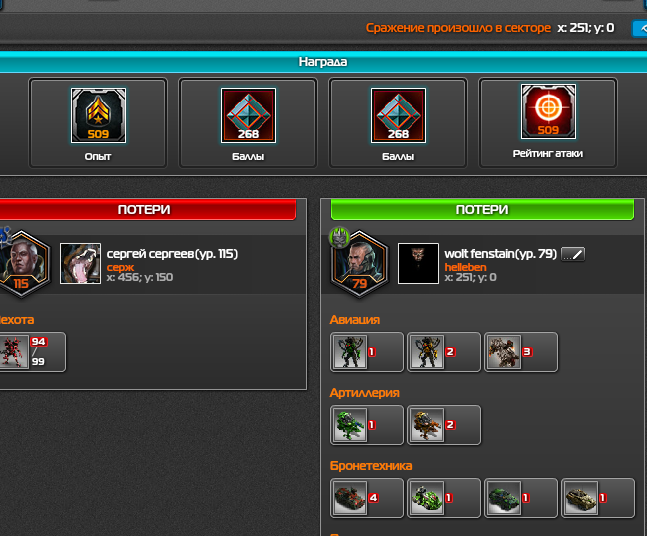 Сражение произошло в секторе x: 251; y: 0
Награда
509
268
268
509
Опыт
Баллы
Баллы
Рейтинг атаки
ПОТЕРИ
сергей сергеев(ур. 115)
серж
x: 456; y: 150
115
ехота
94
/
99
ПОТЕРИ
wolt fenstain(ур. 79)
helleben
x: 251; y: 0
79
Авиация
1
2
3
Артиллерия
1
2
Бронетехника
4
1
1
1